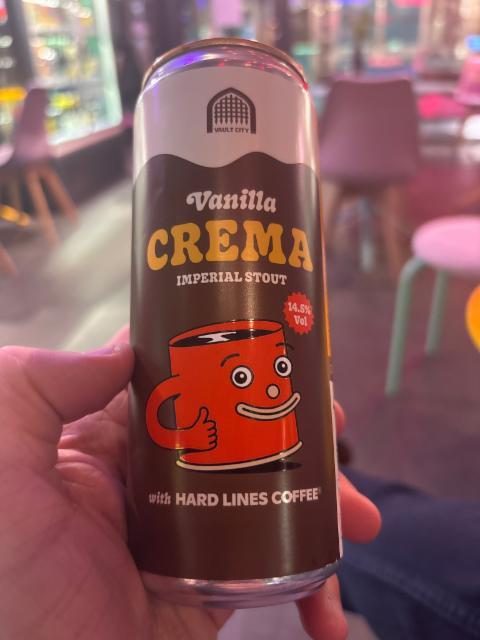 VAULT CITY
Vanilla
CREMA
IMPERIAL STOUT
14.5%
Vol
with HARD LINES COFFEE